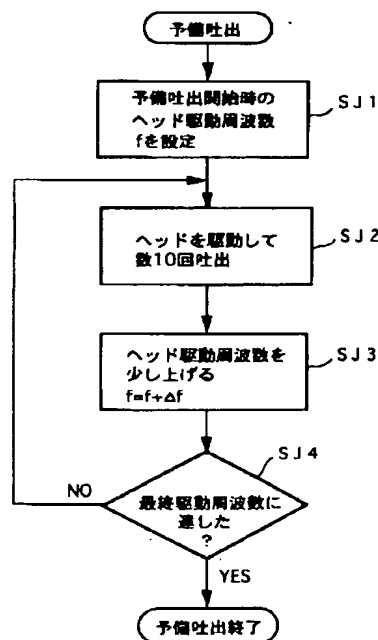 予備吐出
予備吐出開始時の
ヘッド駆動周波数
fを設定
SJ1
ヘッドを駆動して
数10回吐出
SJ2
ヘッド駆動周波数を
少し上げる
f=f+Δf
SJ3
SJ4
NO
最終駆動周波数に
達した
?
YES
予備吐出終了